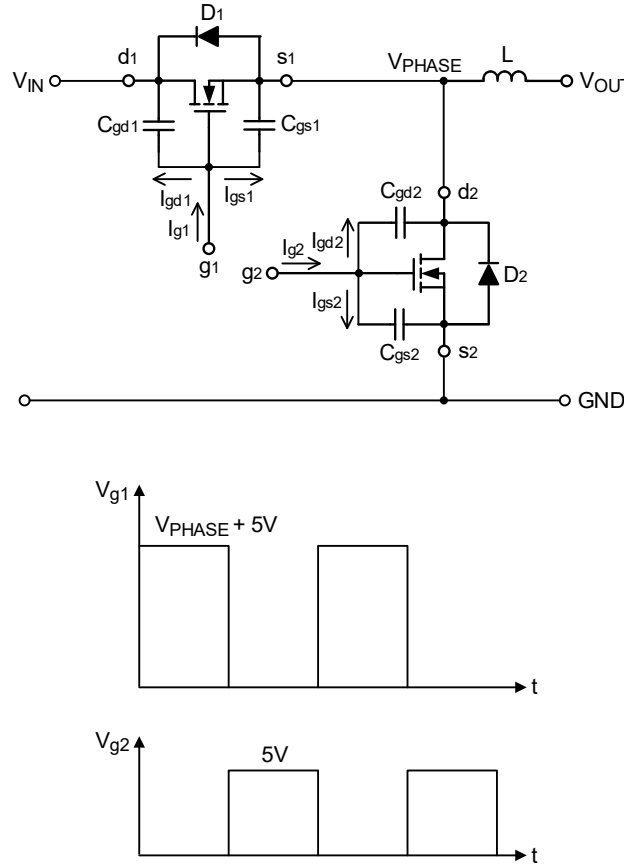 D1
d1
s1
VPHASE
L
VIN
VOUT
Cgd1
Cgs1
Igd1
Igs1
Ig1
g1
Cgd2
d2
Ig2
Igd2
g2
D2
Igs2
Cgs2
s2
GND
Vg1
VPHASE + 5V
t
Vg2
5V
t